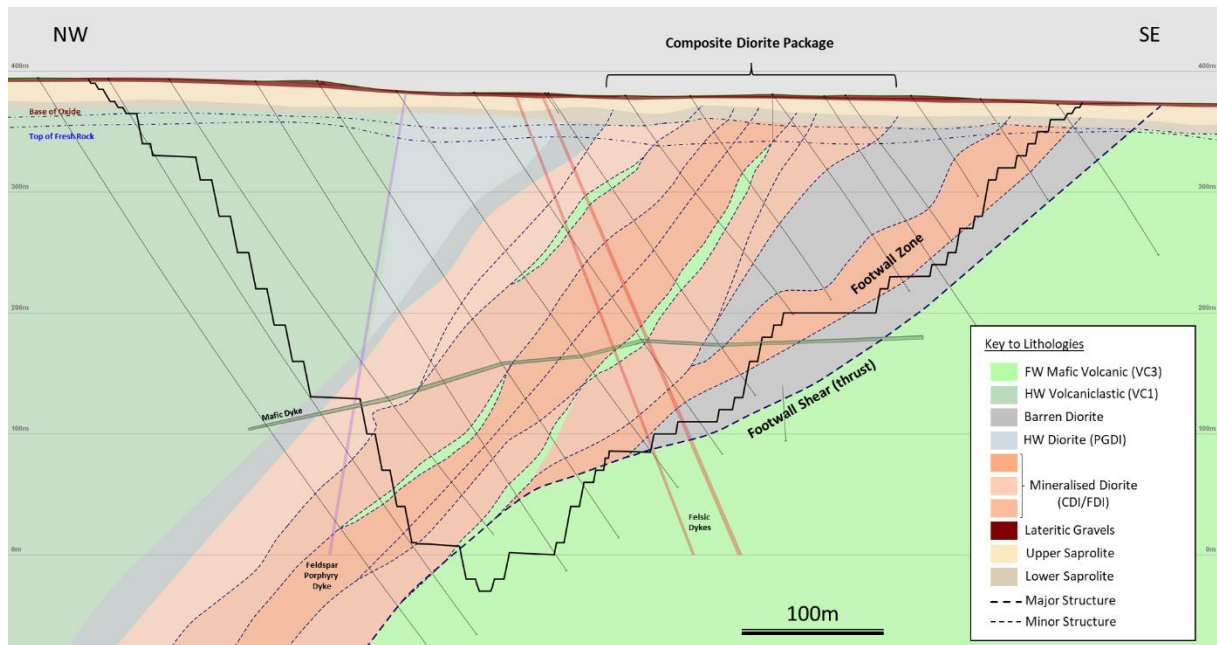 NW
SE
Composite Diorite Package
400m
400m
Base of Oxide
Top of Fresh Rock
300m
300m
Footwall Zone
200m
200m
Mafic Dyke
Footwall Shear (thrust)
100m
100m
Felsic
Dykes
0m
0m
Feldspar
Porphyry
Dyke
100m
Key to Lithologies
FW Mafic Volcanic (VC3)
HW Volcaniclastic (VC1)
Barren Diorite
HW Diorite (PGDI)
Mineralised Diorite
(CDI/FDI)
Lateritic Gravels
Upper Saprolite
Lower Saprolite
Major Structure
Minor Structure